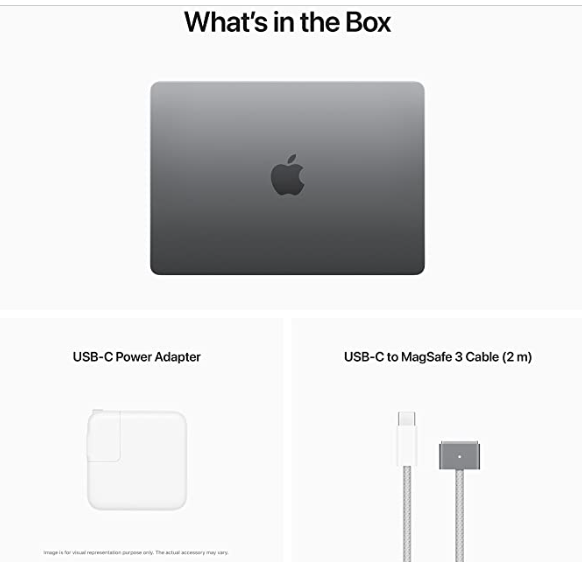 What's in the Box
USB-C Power Adapter
USB-C to MagSafe 3 Cable (2 m)
Image is for visual representation purpose only. The actual accessory may vary.